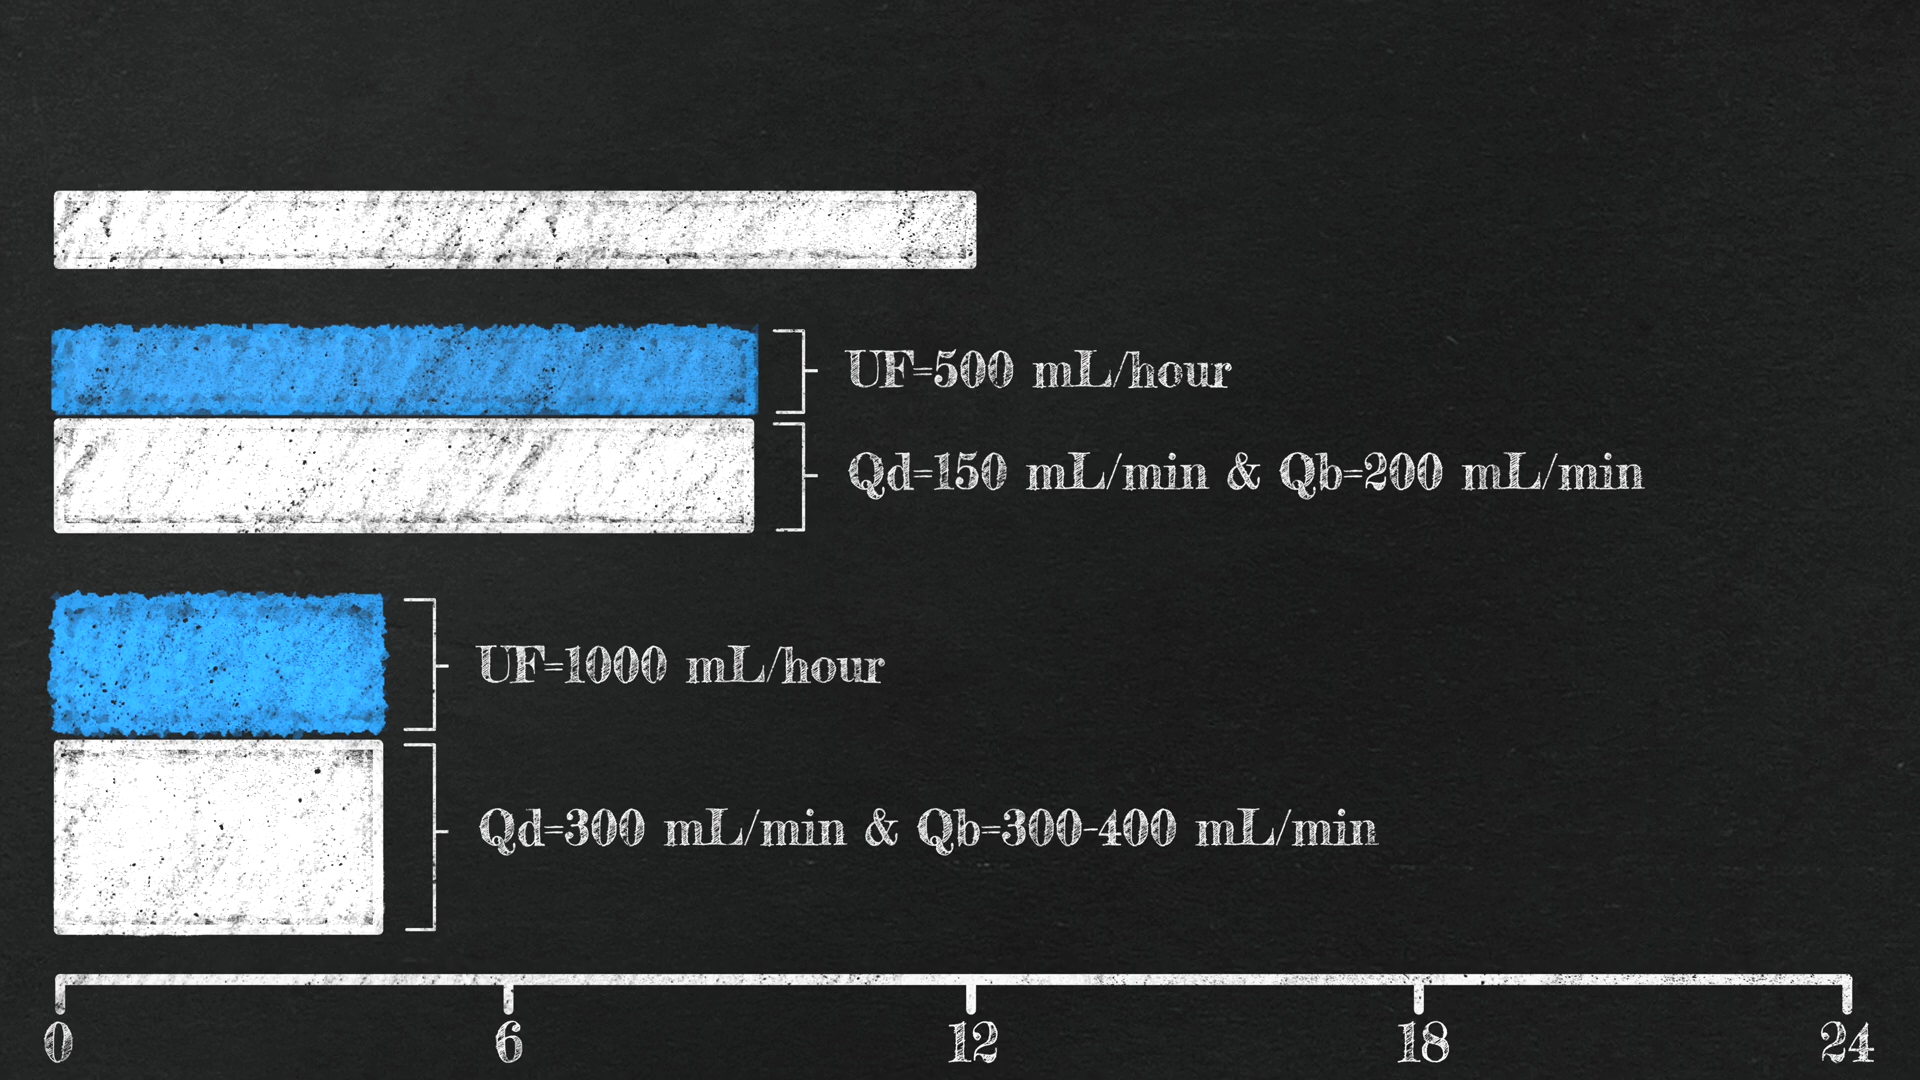 UF=500 mL/hour
Qd=150 mL/min & Qb=200 mL/min
UF=1000 mL/hour
Qd=300 mL/min & Qb=300-400 mL/min
0 6 12 18 24